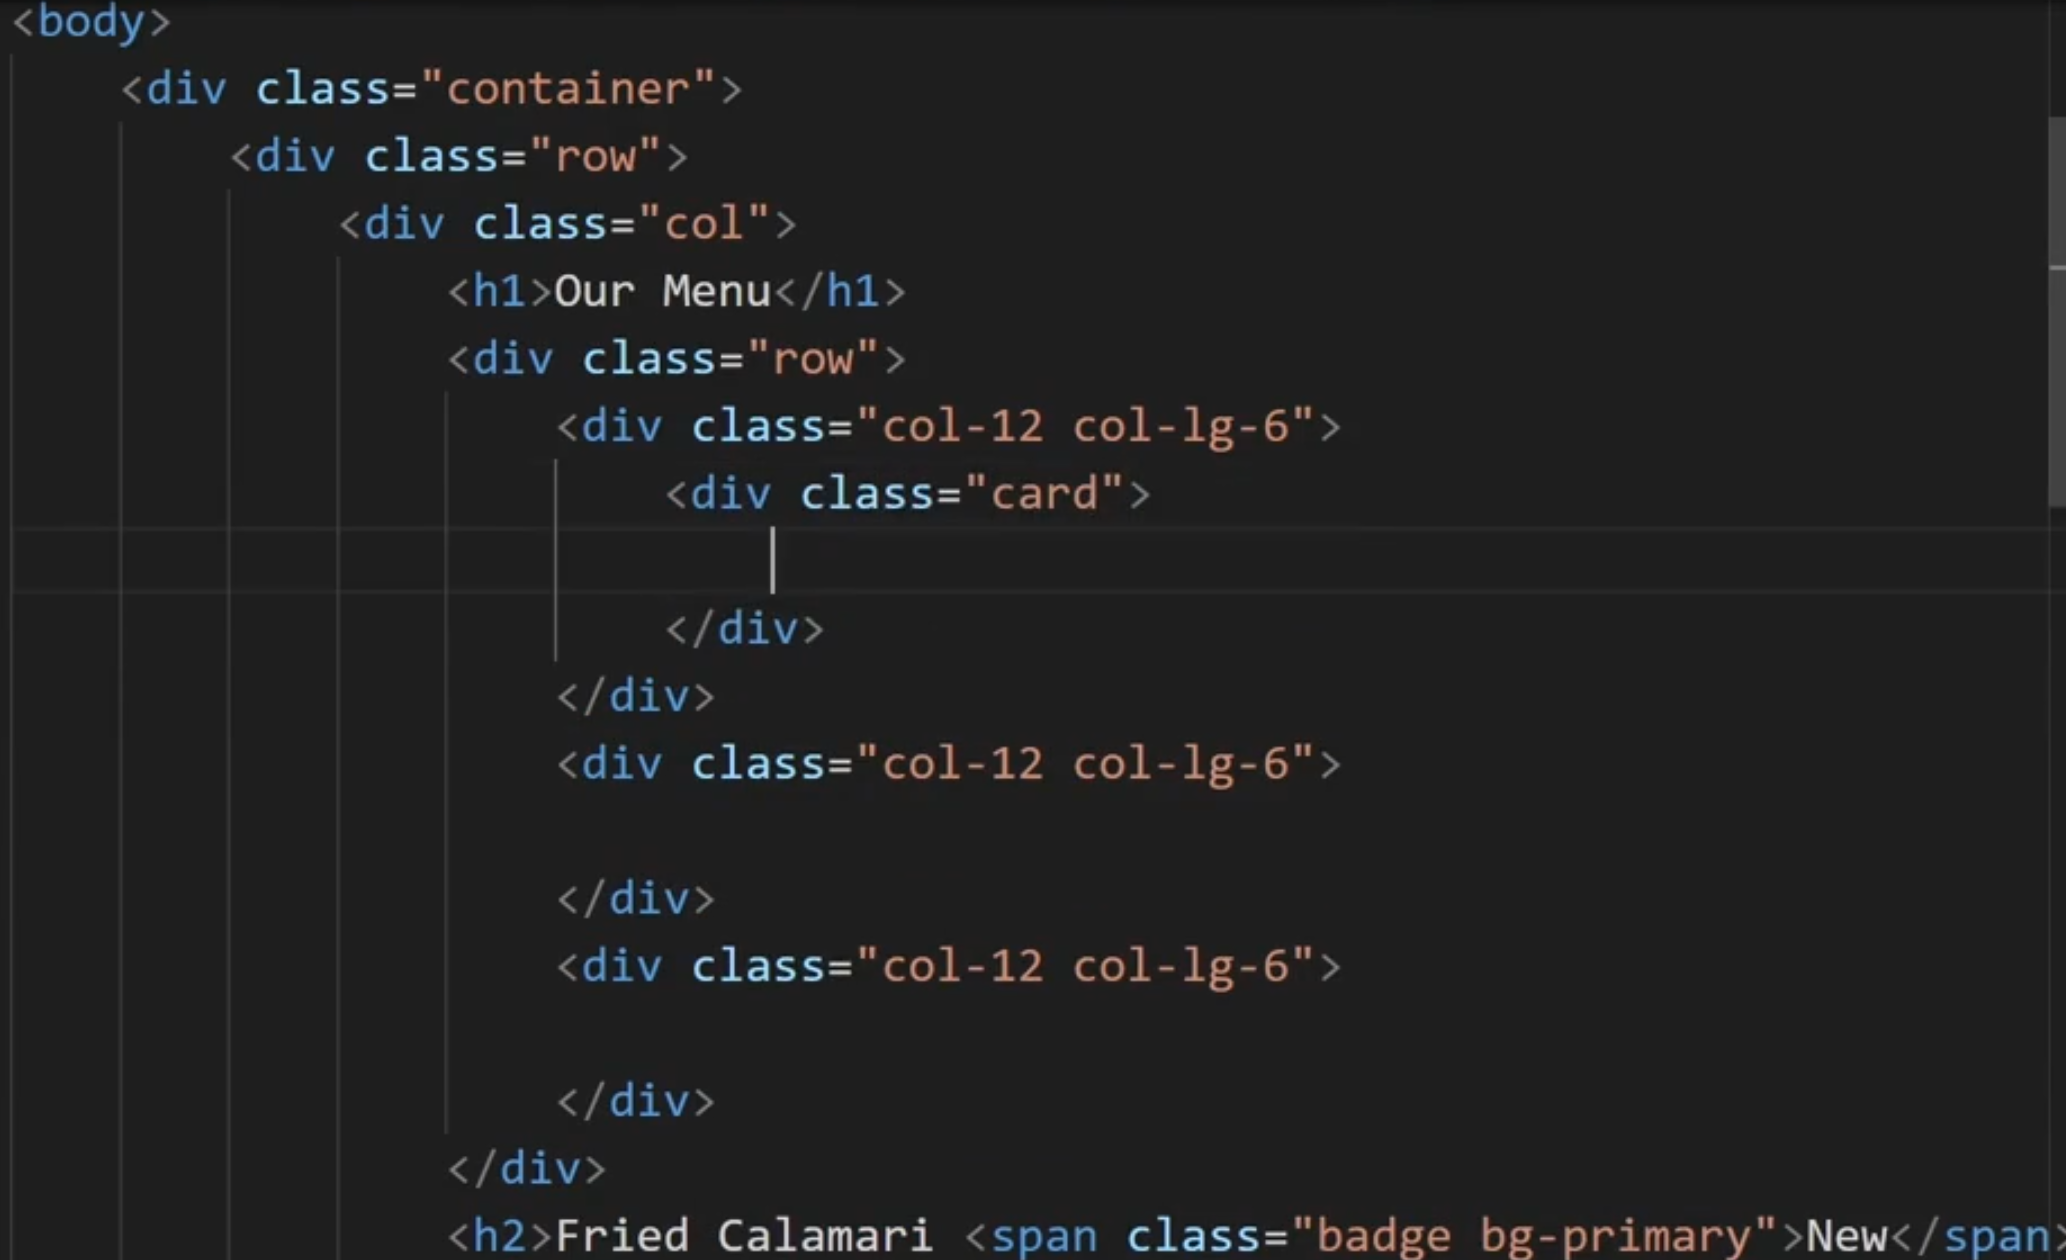 <body>
<div class="container">
<div class="row">
<div class="col">
<h1>Our Menu</h1>
<div class="row">
<div class="col-12 col-lg-6">
<div class="card">
</div>
</div>
<div class="col-12 col-lg-6">
</div>
<div class="col-12 col-lg-6">
</div>
</div>
<h2>Fried Calamari <span class="badge bg-primary">New</span>